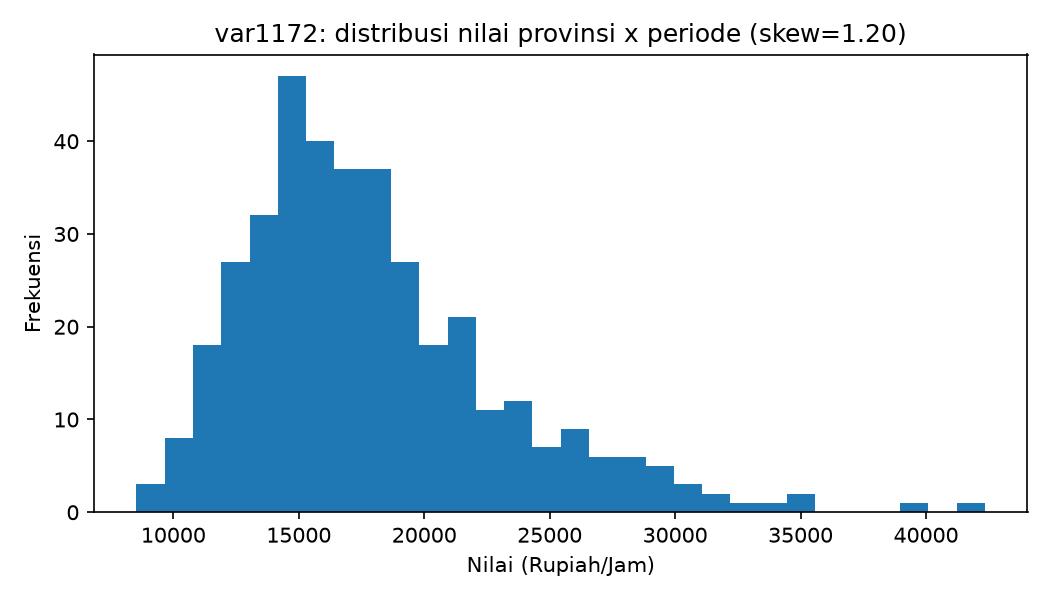 var1172: distribusi nilai provinsi x periode (skew=1.20)
Frekuensi
40
30
20
10
0
10000 15000 20000 25000 30000 35000 40000
Nilai (Rupiah/Jam)